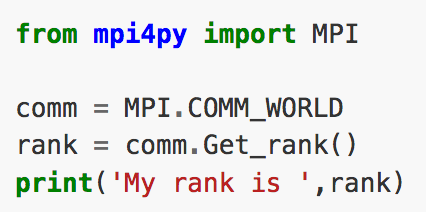 from mpi4py import MPI
comm = MPI.COMM_WORLD
rank = comm.Get_rank()
print('My rank is ',rank)